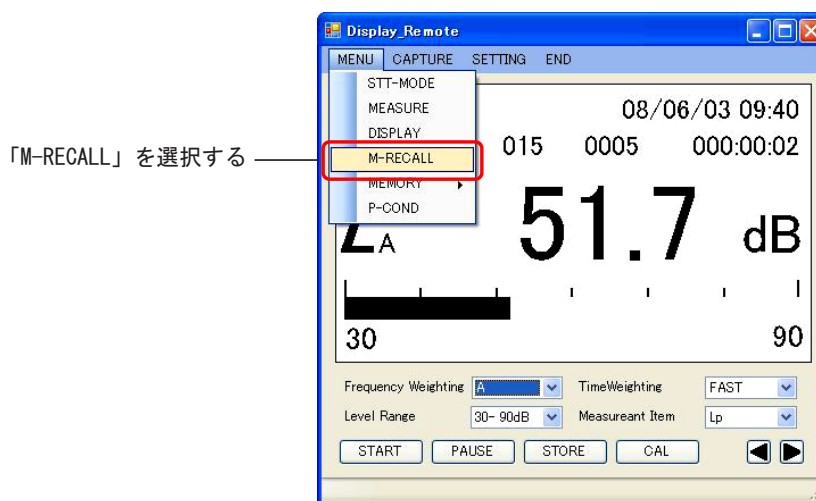 Display_Remote
MENU CAPTURE SETTING END
STT-MODE
MEASURE
DISPLAY
M-RECALL
MEMORY
P-COND
「M-RECALL」を選択する
08/06/03 09:40
015 0005 000:00:02
A 51.7 dB
30 90
Frequency Weighting A TimeWeighting FAST
Level Range 30- 90dB Measureant Item Lp
START PAUSE STORE CAL